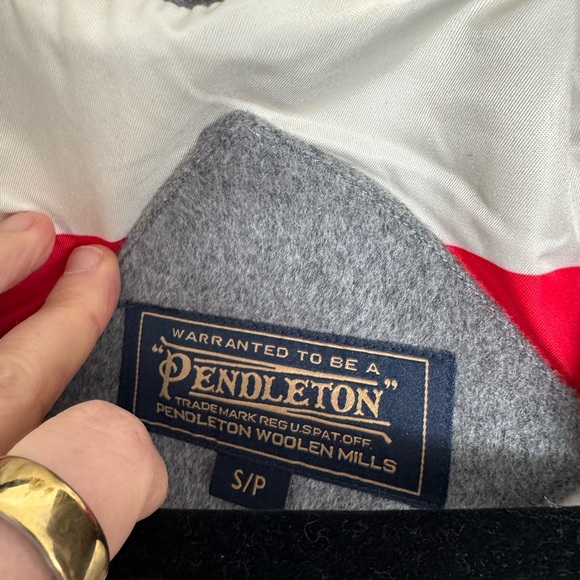 WARRANTED TO BE A
"PENDLETON"
TRADE MARK REG U.S. PAT. OFF.
PENDLETON WOOLEN MILLS
S/P